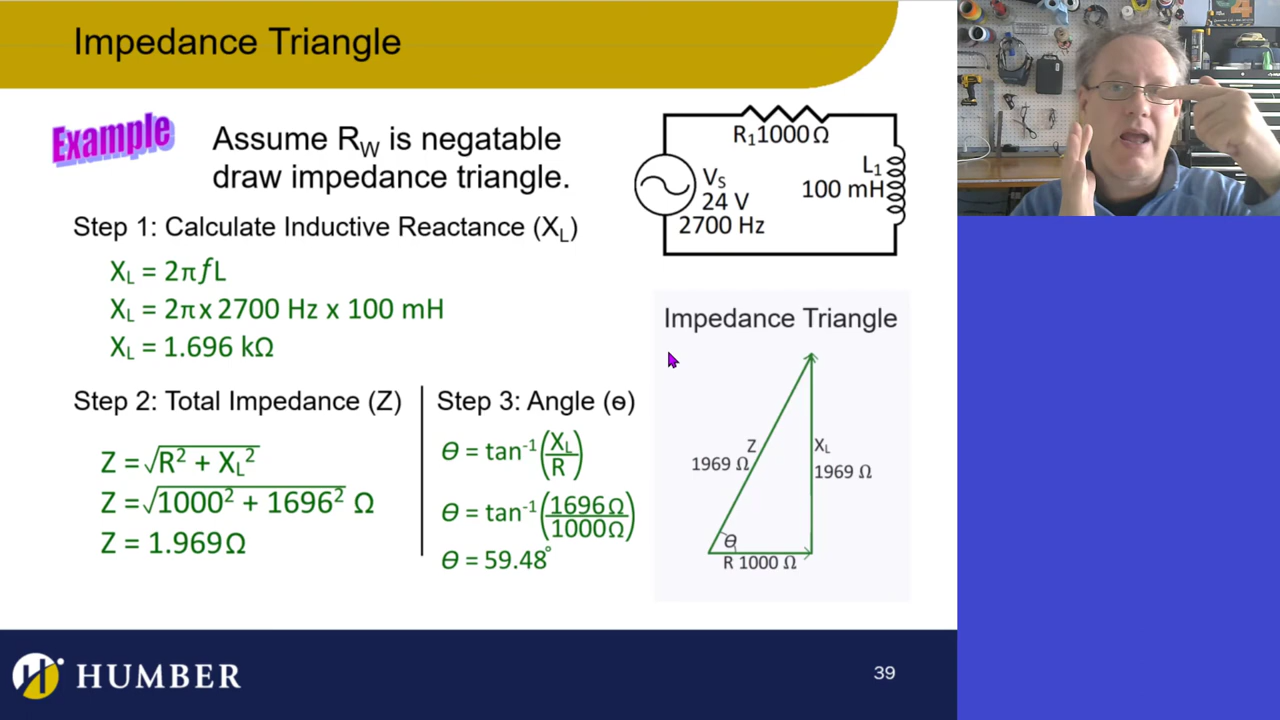 Impedance Triangle
Example
Assume RW is negatable
draw impedance triangle.
R₁1000Ω
L₁
100 mH
VS
24 V
2700 Hz
Step 1: Calculate Inductive Reactance (XL)
XL = 2πƒL
XL = 2π x 2700 Hz x 100 mH
XL = 1.696 kΩ
Step 2: Total Impedance (Z)
Z = √R² + XL²
Z = √1000² + 1696² Ω
Z = 1.969Ω
Step 3: Angle (ɵ)
ɵ = tan⁻¹(XL/R)
ɵ = tan⁻¹(1696Ω/1000Ω)
ɵ = 59.48°
Impedance Triangle
Z
1969 Ω
XL
1969 Ω
ɵ
R 1000 Ω
HUMBER
39